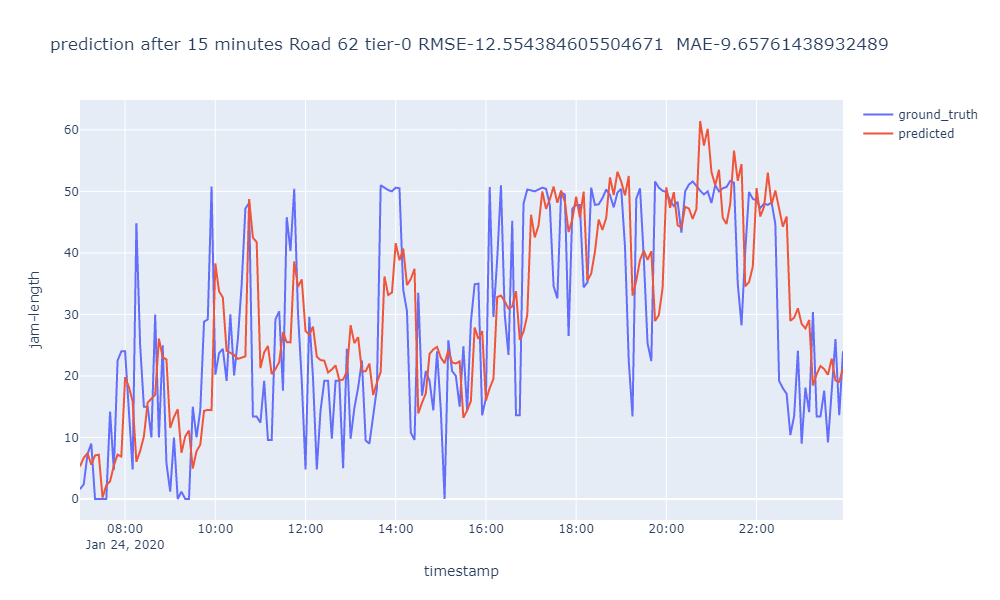 prediction after 15 minutes Road 62 tier-0 RMSE-12.554384605504671  MAE-9.65761438932489
ground_truth
predicted
60
50
40
30
20
10
0
jam-length
08:00 10:00 12:00 14:00 16:00 18:00 20:00 22:00
Jan 24, 2020
timestamp